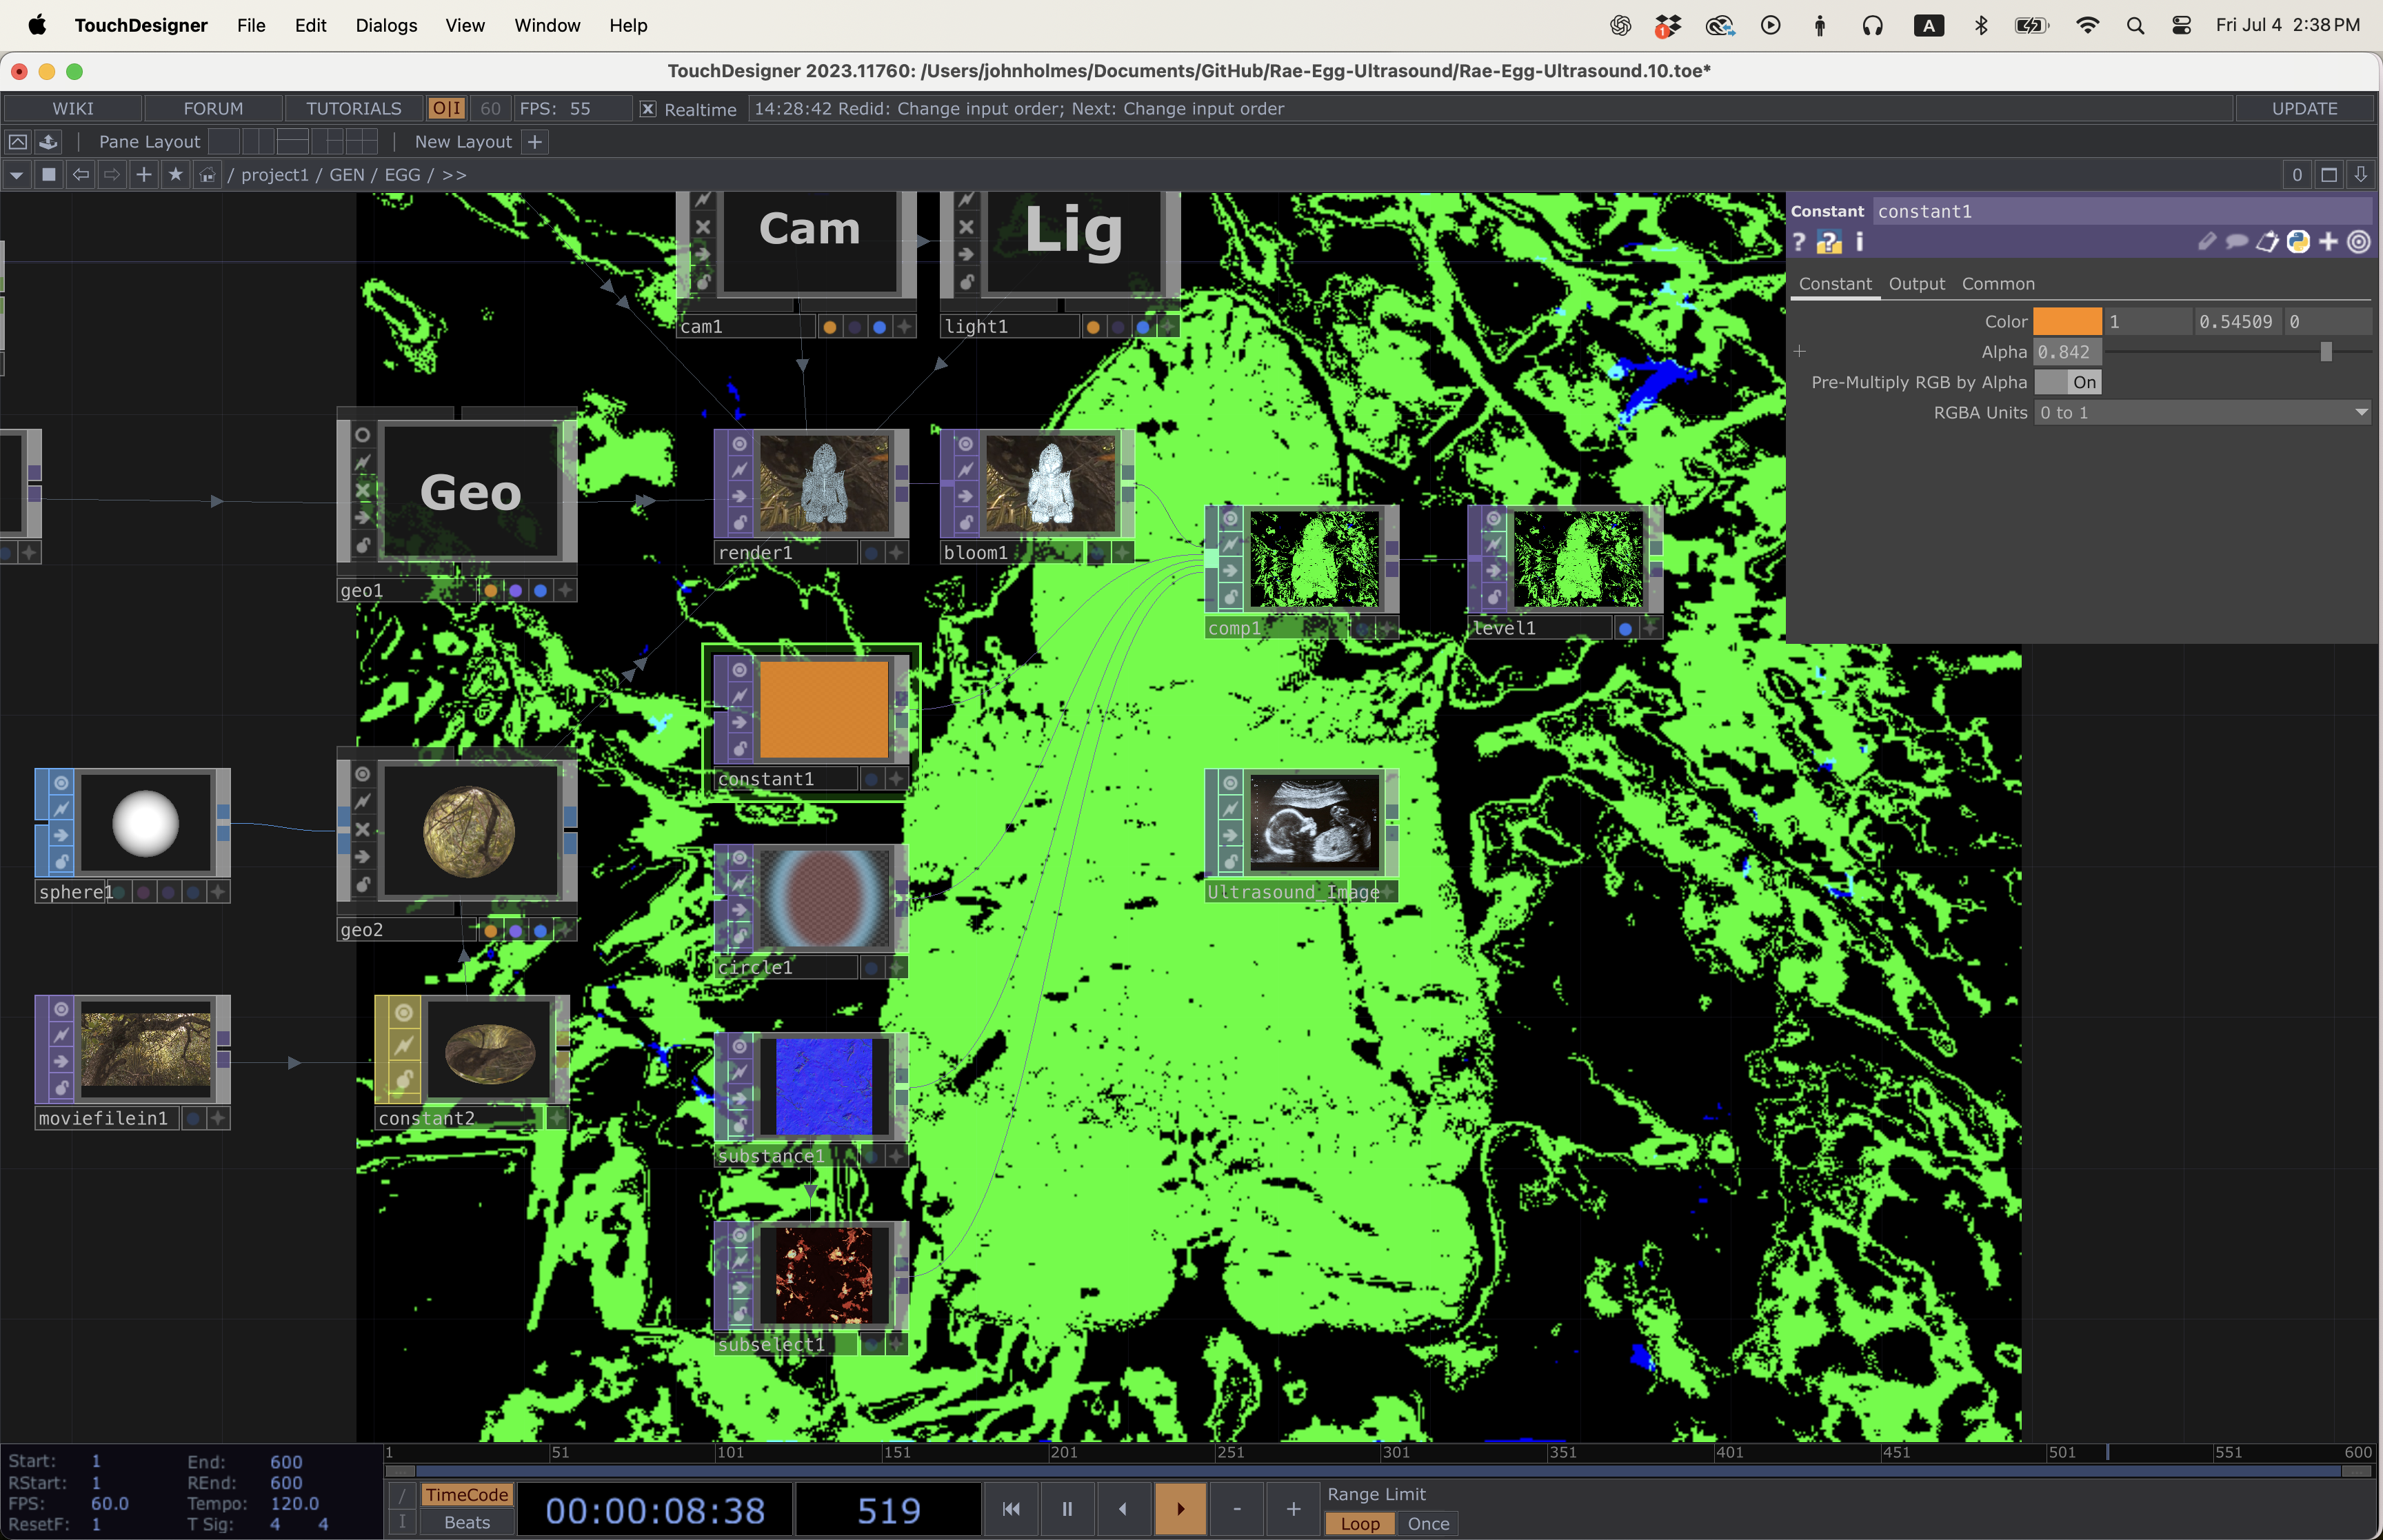 TouchDesigner File Edit Dialogs View Window Help
1 A Fri Jul 4 2:38 PM
TouchDesigner 2023.11760: /Users/johnholmes/Documents/GitHub/Rae-Egg-Ultrasound/Rae-Egg-Ultrasound.10.toe*
WIKI FORUM TUTORIALS O|I 60 FPS: 55 Realtime 14:28:42 Redid: Change input order; Next: Change input order UPDATE
Pane Layout New Layout +
/ project1 / GEN / EGG / >> 0
Constant constant1
? ? i
Constant Output Common
Color 1 0.54509 0
Alpha 0.842
Pre-Multiply RGB by Alpha On
RGBA Units 0 to 1
Cam Lig
cam1 light1
Geo
render1 bloom1
geo1
comp1 level1
constant1
sphere1
Ultrasound_Image
geo2
circle1
moviefilein1 constant2
substance1
subselect1
1 51 101 151 201 251 301 351 401 451 501 551 600
Start: 1 End: 600
RStart: 1 REnd: 600
FPS: 60.0 Tempo: 120.0
ResetF: 1 T Sig: 4 4
/ TimeCode
I Beats
00:00:08:38 519
- +
Range Limit
Loop Once